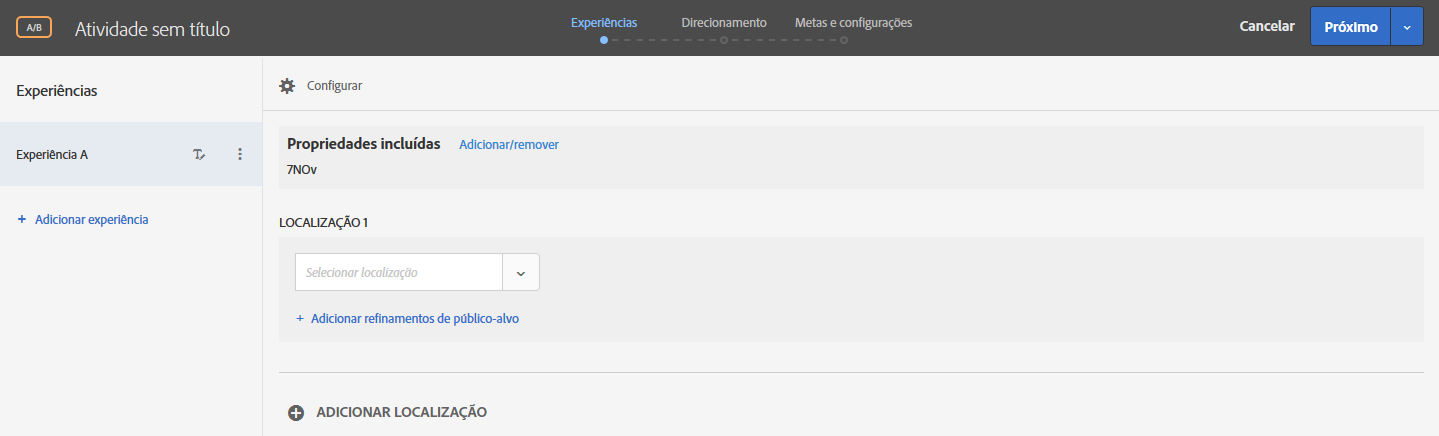 A/B
Atividade sem título
Experiências
Direcionamento
Metas e configurações
Cancelar
Próximo
Experiências
Experiência A
+ Adicionar experiência
Configurar
Propriedades incluídas Adicionar/remover
7NOv
LOCALIZAÇÃO 1
Selecionar localização
+ Adicionar refinamentos de público-alvo
ADICIONAR LOCALIZAÇÃO